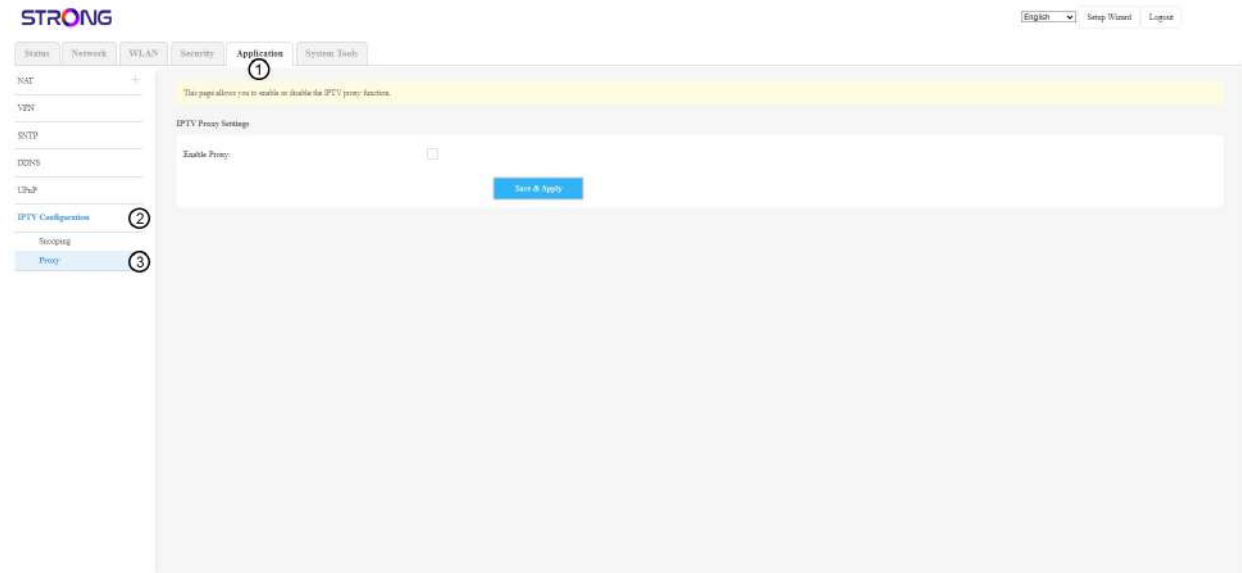 STRONG
English Setup Wizard Logout
Status Network WLAN Security Application System Tools
1
NAT +
This page allows you to enable or disable the IPTV proxy function.
VPN
IPTV Proxy Settings
SNTP
Enable Proxy:
DDNS
UPnP
Save & Apply
IPTV Configuration 2
Snooping
Proxy 3